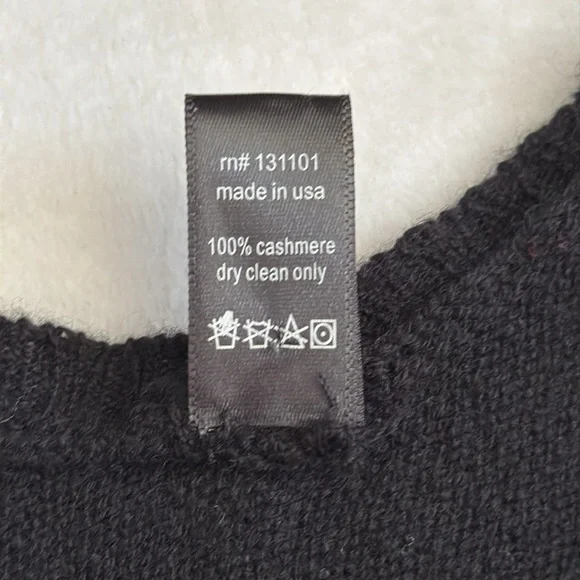 rn# 131101
made in usa
100% cashmere
dry clean only